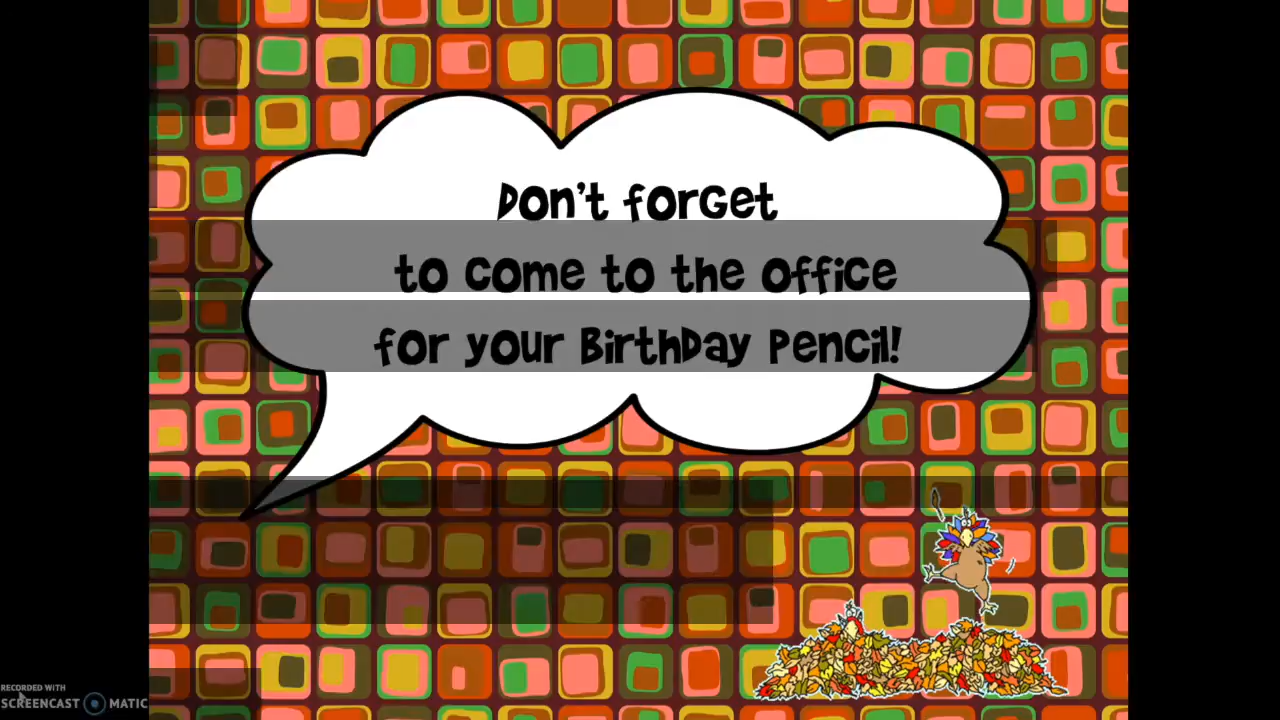 Don't forget
to come to the office
for your Birthday Pencil!
RECORDED WITH
SCREENCAST MATIC